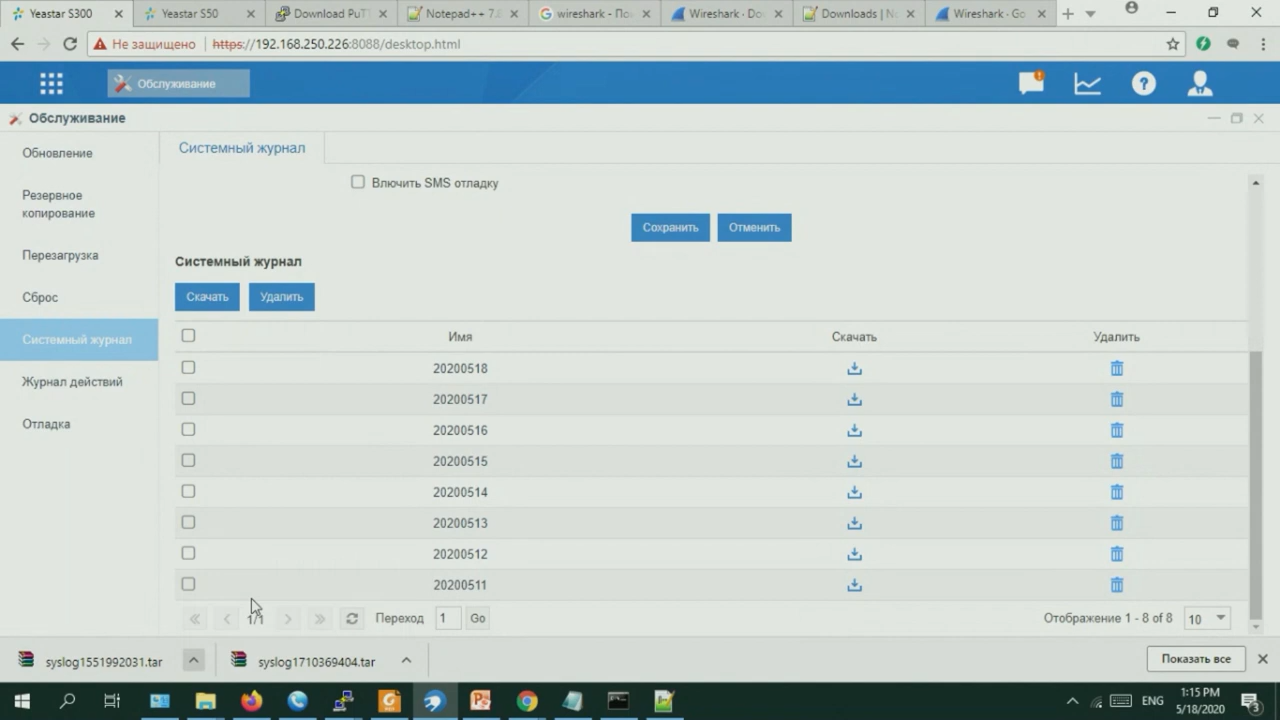 Yeastar S300
Yeastar S50
Download PuTT
Notepad++ 7.
wireshark - По
Wireshark · Do
Downloads | N
Wireshark · Go
Не защищено
https://192.168.250.226:8088/desktop.html
Обслуживание
Обслуживание
Обновление
Резервное
копирование
Перезагрузка
Сброс
Системный журнал
Журнал действий
Отладка
Системный журнал
Влючить SMS отладку
Сохранить
Отменить
Системный журнал
Скачать
Удалить
Имя
Скачать
Удалить
20200518
20200517
20200516
20200515
20200514
20200513
20200512
20200511
1/1
Переход
1
Go
Отображение 1 - 8 of 8
10
syslog1551992031.tar
syslog1710369404.tar
Показать все
ENG
1:15 PM
5/18/2020
3